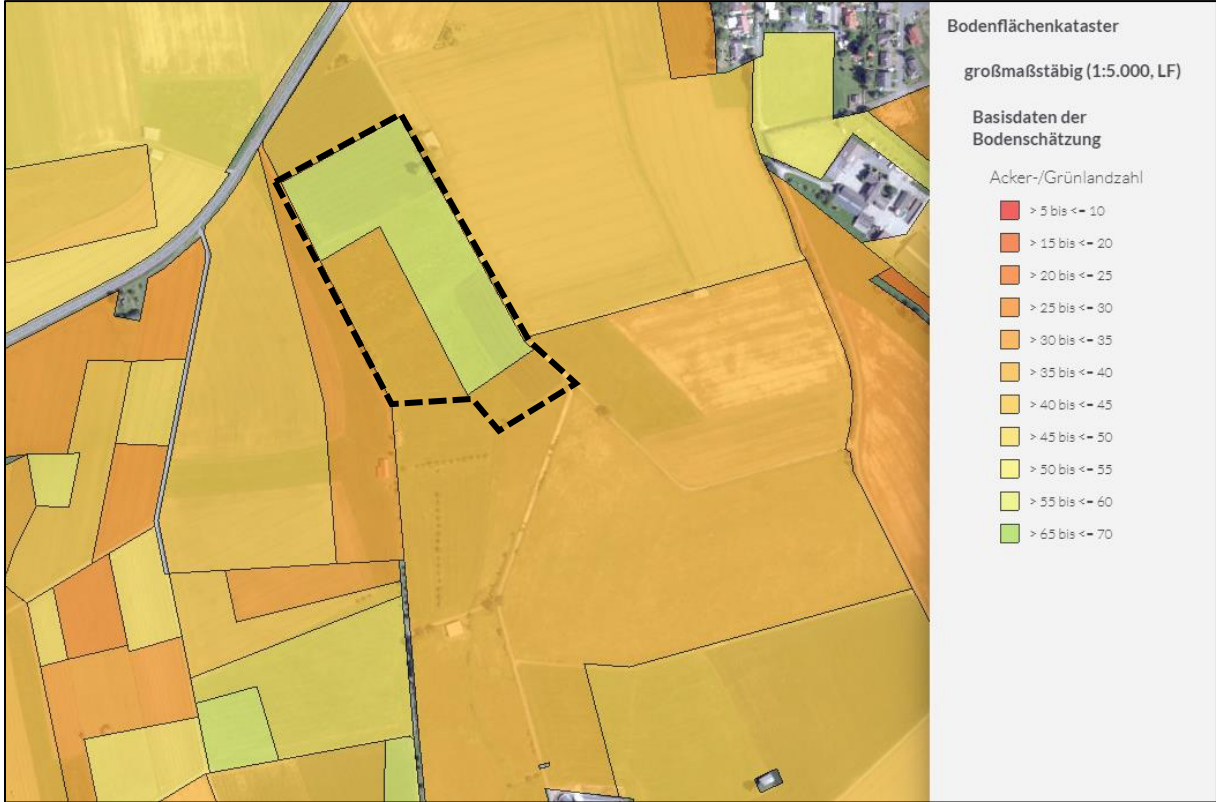 Bodenflächenkataster
großmaßstäbig (1:5.000, LF)
Basisdaten der
Bodenschätzung
Acker-/Grünlandzahl
> 5 bis <= 10
> 15 bis <= 20
> 20 bis <= 25
> 25 bis <= 30
> 30 bis <= 35
> 35 bis <= 40
> 40 bis <= 45
> 45 bis <= 50
> 50 bis <= 55
> 55 bis <= 60
> 65 bis <= 70